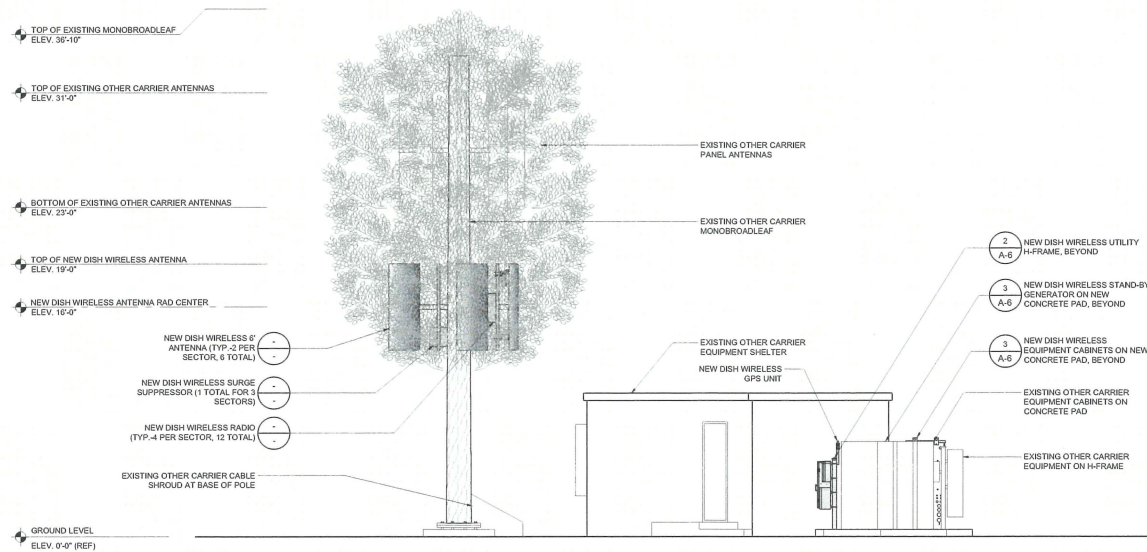 TOP OF EXISTING MONOBROADLEAF
ELEV. 36'-10"
TOP OF EXISTING OTHER CARRIER ANTENNAS
ELEV. 31'-0"
BOTTOM OF EXISTING OTHER CARRIER ANTENNAS
ELEV. 23'-0"
TOP OF NEW DISH WIRELESS ANTENNA
ELEV. 19'-0"
NEW DISH WIRELESS ANTENNA RAD CENTER
ELEV. 16'-0"
NEW DISH WIRELESS 6'
ANTENNA (TYP.-2 PER
SECTOR, 6 TOTAL)
-
-
NEW DISH WIRELESS SURGE
SUPPRESSOR (1 TOTAL FOR 3
SECTORS)
-
-
NEW DISH WIRELESS RADIO
(TYP.-4 PER SECTOR, 12 TOTAL)
-
-
EXISTING OTHER CARRIER CABLE
SHROUD AT BASE OF POLE
GROUND LEVEL
ELEV. 0'-0" (REF)
EXISTING OTHER CARRIER
PANEL ANTENNAS
EXISTING OTHER CARRIER
MONOBROADLEAF
EXISTING OTHER CARRIER
EQUIPMENT SHELTER
NEW DISH WIRELESS
GPS UNIT
2
A-6
NEW DISH WIRELESS UTILITY
H-FRAME, BEYOND
3
A-6
NEW DISH WIRELESS STAND-BY
GENERATOR ON NEW
CONCRETE PAD, BEYOND
3
A-6
NEW DISH WIRELESS
EQUIPMENT CABINETS ON NEW
CONCRETE PAD, BEYOND
EXISTING OTHER CARRIER
EQUIPMENT CABINETS ON
CONCRETE PAD
EXISTING OTHER CARRIER
EQUIPMENT ON H-FRAME